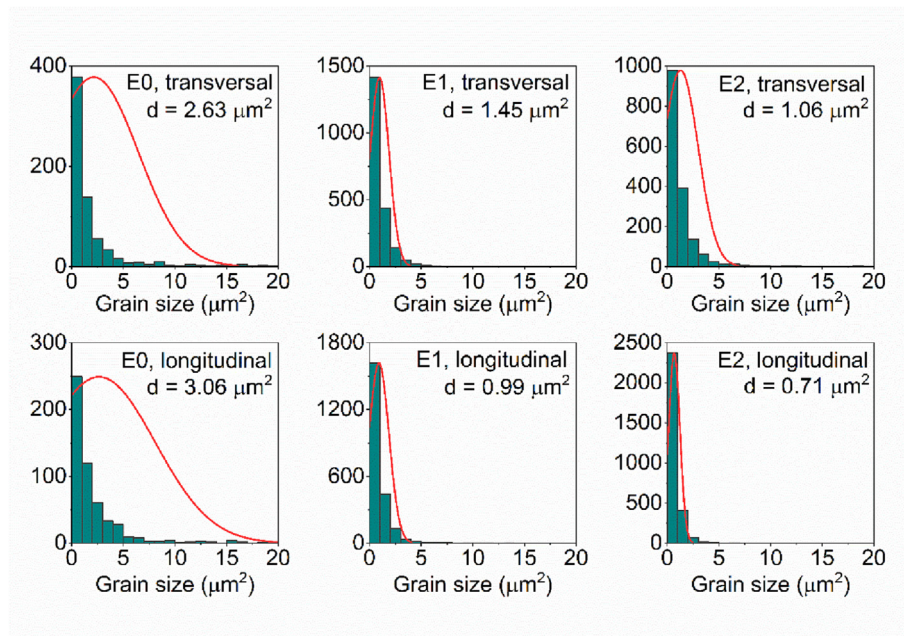 E0, transversal
d = 2.63 μm²
400
200
0
0 5 10 15 20
Grain size (μm²)
E1, transversal
d = 1.45 μm²
1500
1000
500
0
0 5 10 15 20
Grain size (μm²)
E2, transversal
d = 1.06 μm²
1000
800
600
400
200
0
0 5 10 15 20
Grain size (μm²)
E0, longitudinal
d = 3.06 μm²
300
200
100
0
0 5 10 15 20
Grain size (μm²)
E1, longitudinal
d = 0.99 μm²
1800
1200
600
0
0 5 10 15 20
Grain size (μm²)
E2, longitudinal
d = 0.71 μm²
2500
2000
1500
1000
500
0
0 5 10 15 20
Grain size (μm²)